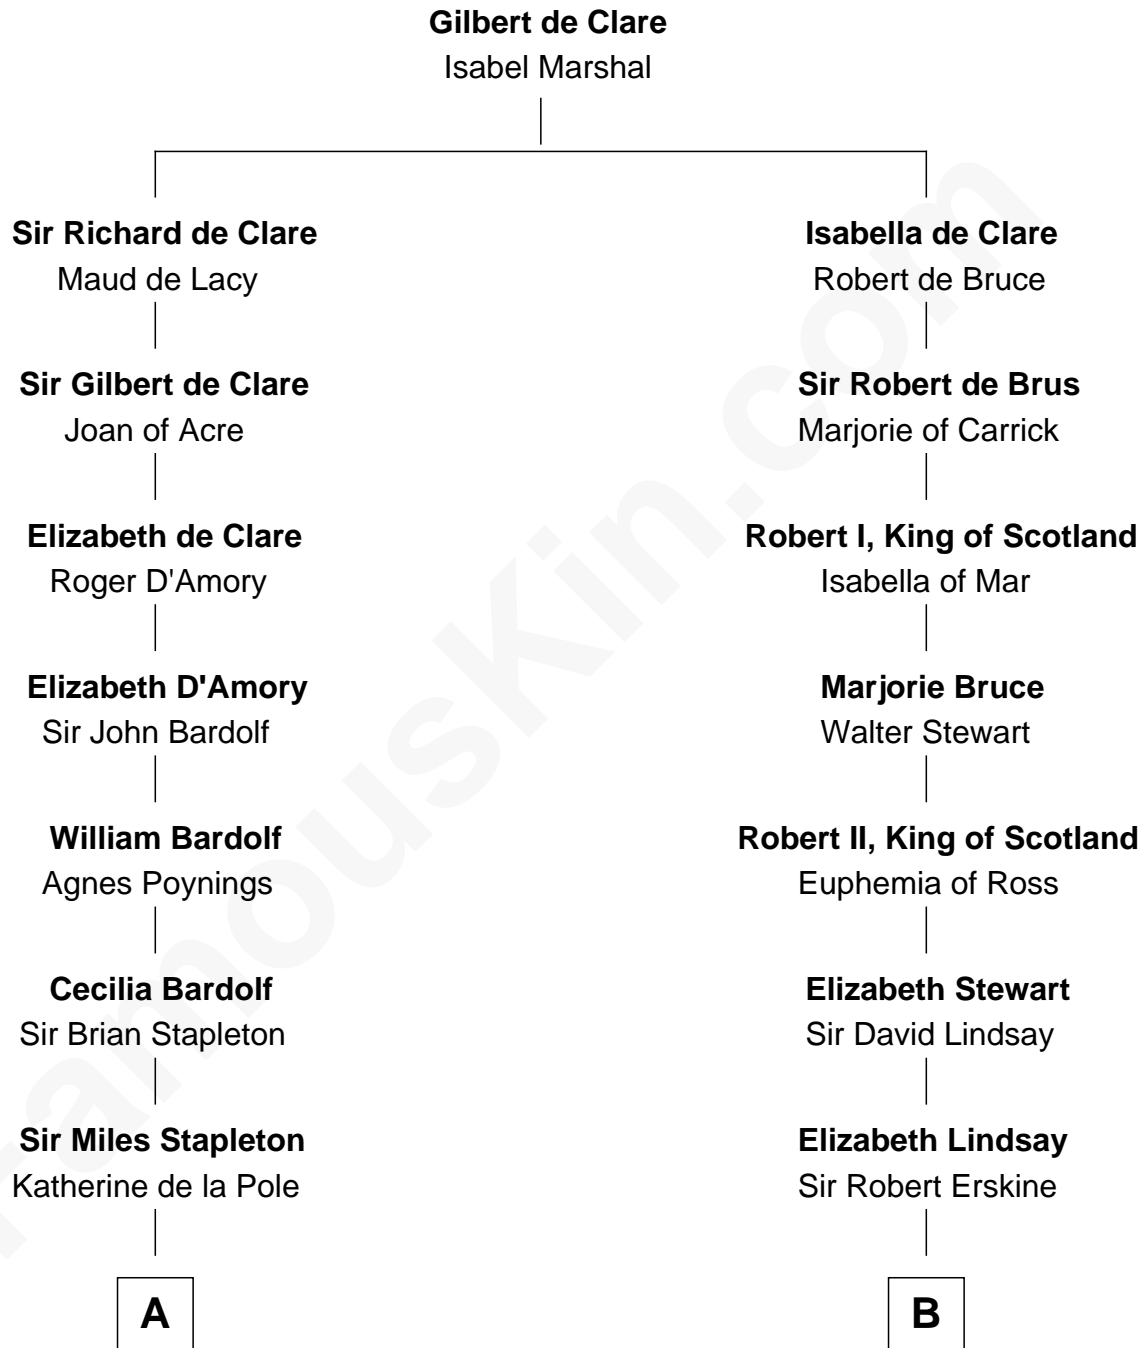 Gilbert de Clare
Isabel Marshal
Sir Richard de Clare
Maud de Lacy
Isabella de Clare
Robert de Bruce
Sir Gilbert de Clare
Joan of Acre
Sir Robert de Brus
Marjorie of Carrick
Elizabeth de Clare
Roger D'Amory
Robert I, King of Scotland
Isabella of Mar
Elizabeth D'Amory
Sir John Bardolf
Marjorie Bruce
Walter Stewart
William Bardolf
Agnes Poynings
Robert II, King of Scotland
Euphemia of Ross
Cecilia Bardolf
Sir Brian Stapleton
Elizabeth Stewart
Sir David Lindsay
Sir Miles Stapleton
Katherine de la Pole
Elizabeth Lindsay
Sir Robert Erskine
A
B
FamousKin.com